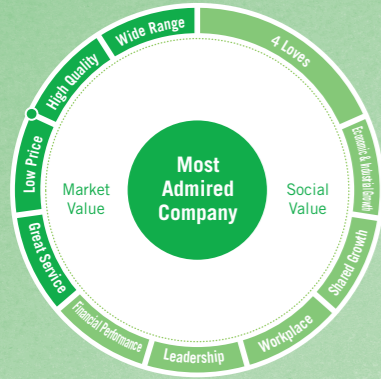 Wide Range
4 Loves
High Quality
Economic & Industrial Growth
Low Price
Market
Value
Most
Admired
Company
Social
Value
Great Service
Shared Growth
Financial Performance
Leadership
Workplace